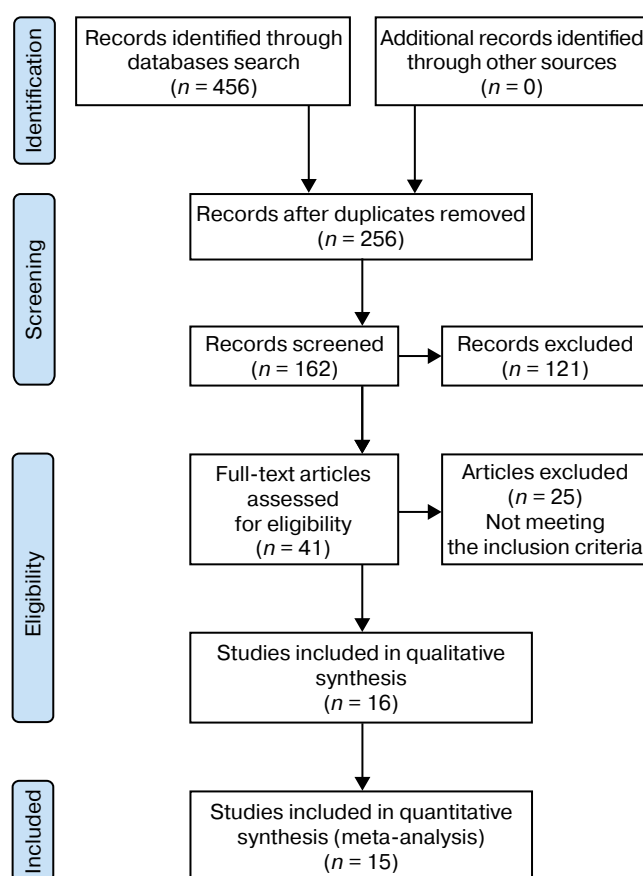 Identification
Records identified through
databases search
(n = 456)
Additional records identified
through other sources
(n = 0)
Screening
Records after duplicates removed
(n = 256)
Records screened
(n = 162)
Records excluded
(n = 121)
Eligibility
Full-text articles
assessed
for eligibility
(n = 41)
Articles excluded
(n = 25)
Not meeting
the inclusion criteria
Studies included in qualitative
synthesis
(n = 16)
Included
Studies included in quantitative
synthesis (meta-analysis)
(n = 15)